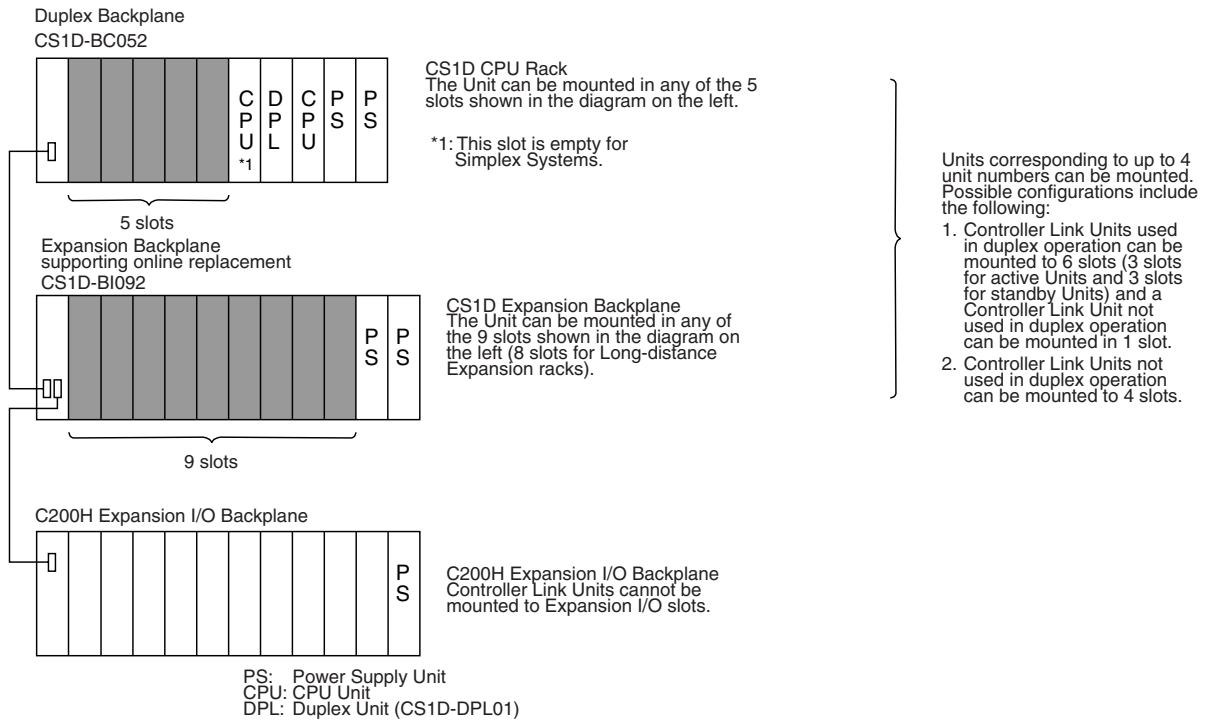 Duplex Backplane
CS1D-BC052
C
P
U
*1
D
P
L
C
P
U
P
S
P
S
5 slots
CS1D CPU Rack
The Unit can be mounted in any of the 5
slots shown in the diagram on the left.
*1: This slot is empty for
Simplex Systems.
Expansion Backplane
supporting online replacement
CS1D-BI092
P
S
P
S
9 slots
CS1D Expansion Backplane
The Unit can be mounted in any of
the 9 slots shown in the diagram on
the left (8 slots for Long-distance
Expansion racks).
Units corresponding to up to 4
unit numbers can be mounted.
Possible configurations include
the following:
1. Controller Link Units used
in duplex operation can be
mounted to 6 slots (3 slots
for active Units and 3 slots
for standby Units) and a
Controller Link Unit not
used in duplex operation
can be mounted in 1 slot.
2. Controller Link Units not
used in duplex operation
can be mounted to 4 slots.
C200H Expansion I/O Backplane
P
S
C200H Expansion I/O Backplane
Controller Link Units cannot be
mounted to Expansion I/O slots.
PS: Power Supply Unit
CPU: CPU Unit
DPL: Duplex Unit (CS1D-DPL01)